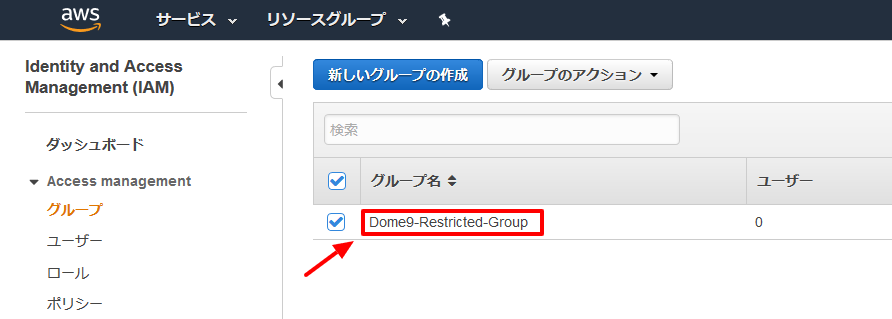 aws サービス リソースグループ
Identity and Access
Management (IAM)
ダッシュボード
Access management
グループ
ユーザー
ロール
ポリシー
新しいグループの作成 グループのアクション
検索
グループ名 ユーザー
Dome9-Restricted-Group 0